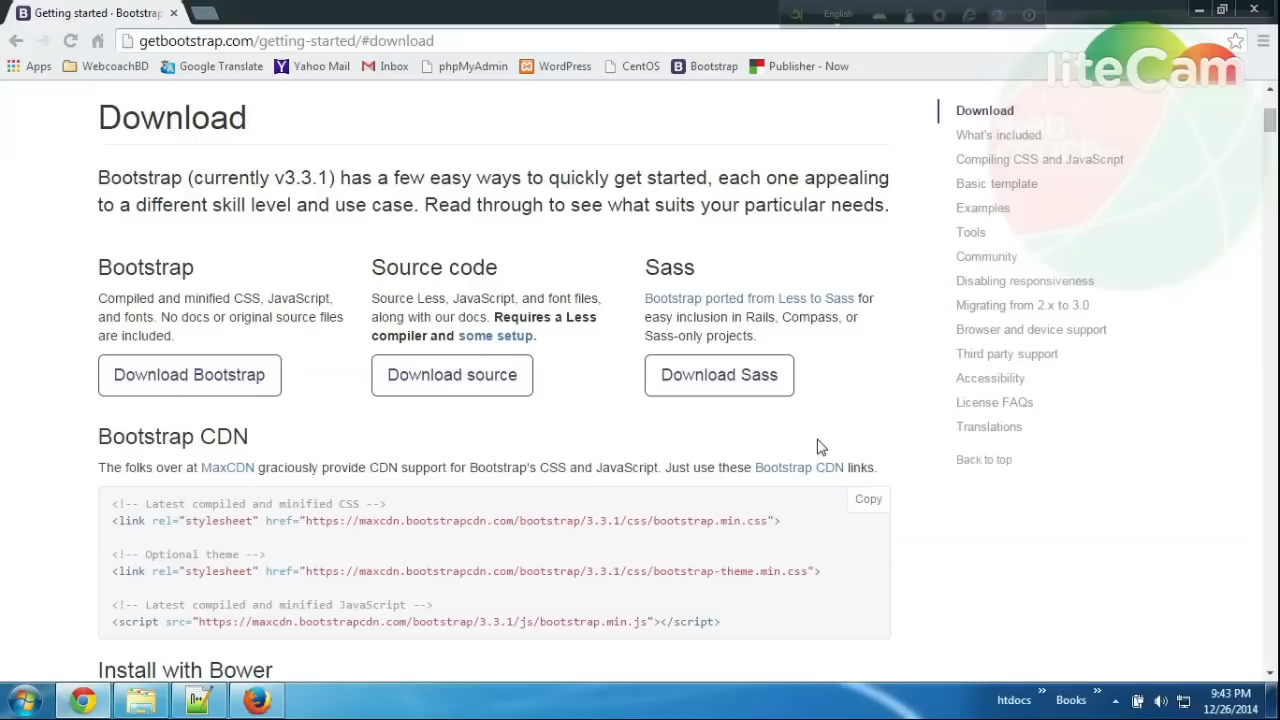 Getting started · Bootstrap
English
getbootstrap.com/getting-started/#download
Apps
WebcoachBD
Google Translate
Yahoo Mail
Inbox
phpMyAdmin
WordPress
CentOS
Bootstrap
Publisher - Now
liteCam
Download
Bootstrap (currently v3.3.1) has a few easy ways to quickly get started, each one appealing
to a different skill level and use case. Read through to see what suits your particular needs.
Bootstrap
Compiled and minified CSS, JavaScript,
and fonts. No docs or original source files
are included.
Download Bootstrap
Source code
Source Less, JavaScript, and font files,
along with our docs. Requires a Less
compiler and some setup.
Download source
Sass
Bootstrap ported from Less to Sass for
easy inclusion in Rails, Compass, or
Sass-only projects.
Download Sass
Bootstrap CDN
The folks over at MaxCDN graciously provide CDN support for Bootstrap's CSS and JavaScript. Just use these Bootstrap CDN links.
Copy
<!-- Latest compiled and minified CSS -->
<link rel="stylesheet" href="https://maxcdn.bootstrapcdn.com/bootstrap/3.3.1/css/bootstrap.min.css">
<!-- Optional theme -->
<link rel="stylesheet" href="https://maxcdn.bootstrapcdn.com/bootstrap/3.3.1/css/bootstrap-theme.min.css">
<!-- Latest compiled and minified JavaScript -->
<script src="https://maxcdn.bootstrapcdn.com/bootstrap/3.3.1/js/bootstrap.min.js"></script>
Install with Bower
Download
What's included
Compiling CSS and JavaScript
Basic template
Examples
Tools
Community
Disabling responsiveness
Migrating from 2.x to 3.0
Browser and device support
Third party support
Accessibility
License FAQs
Translations
Back to top
htdocs
Books
9:43 PM
12/26/2014